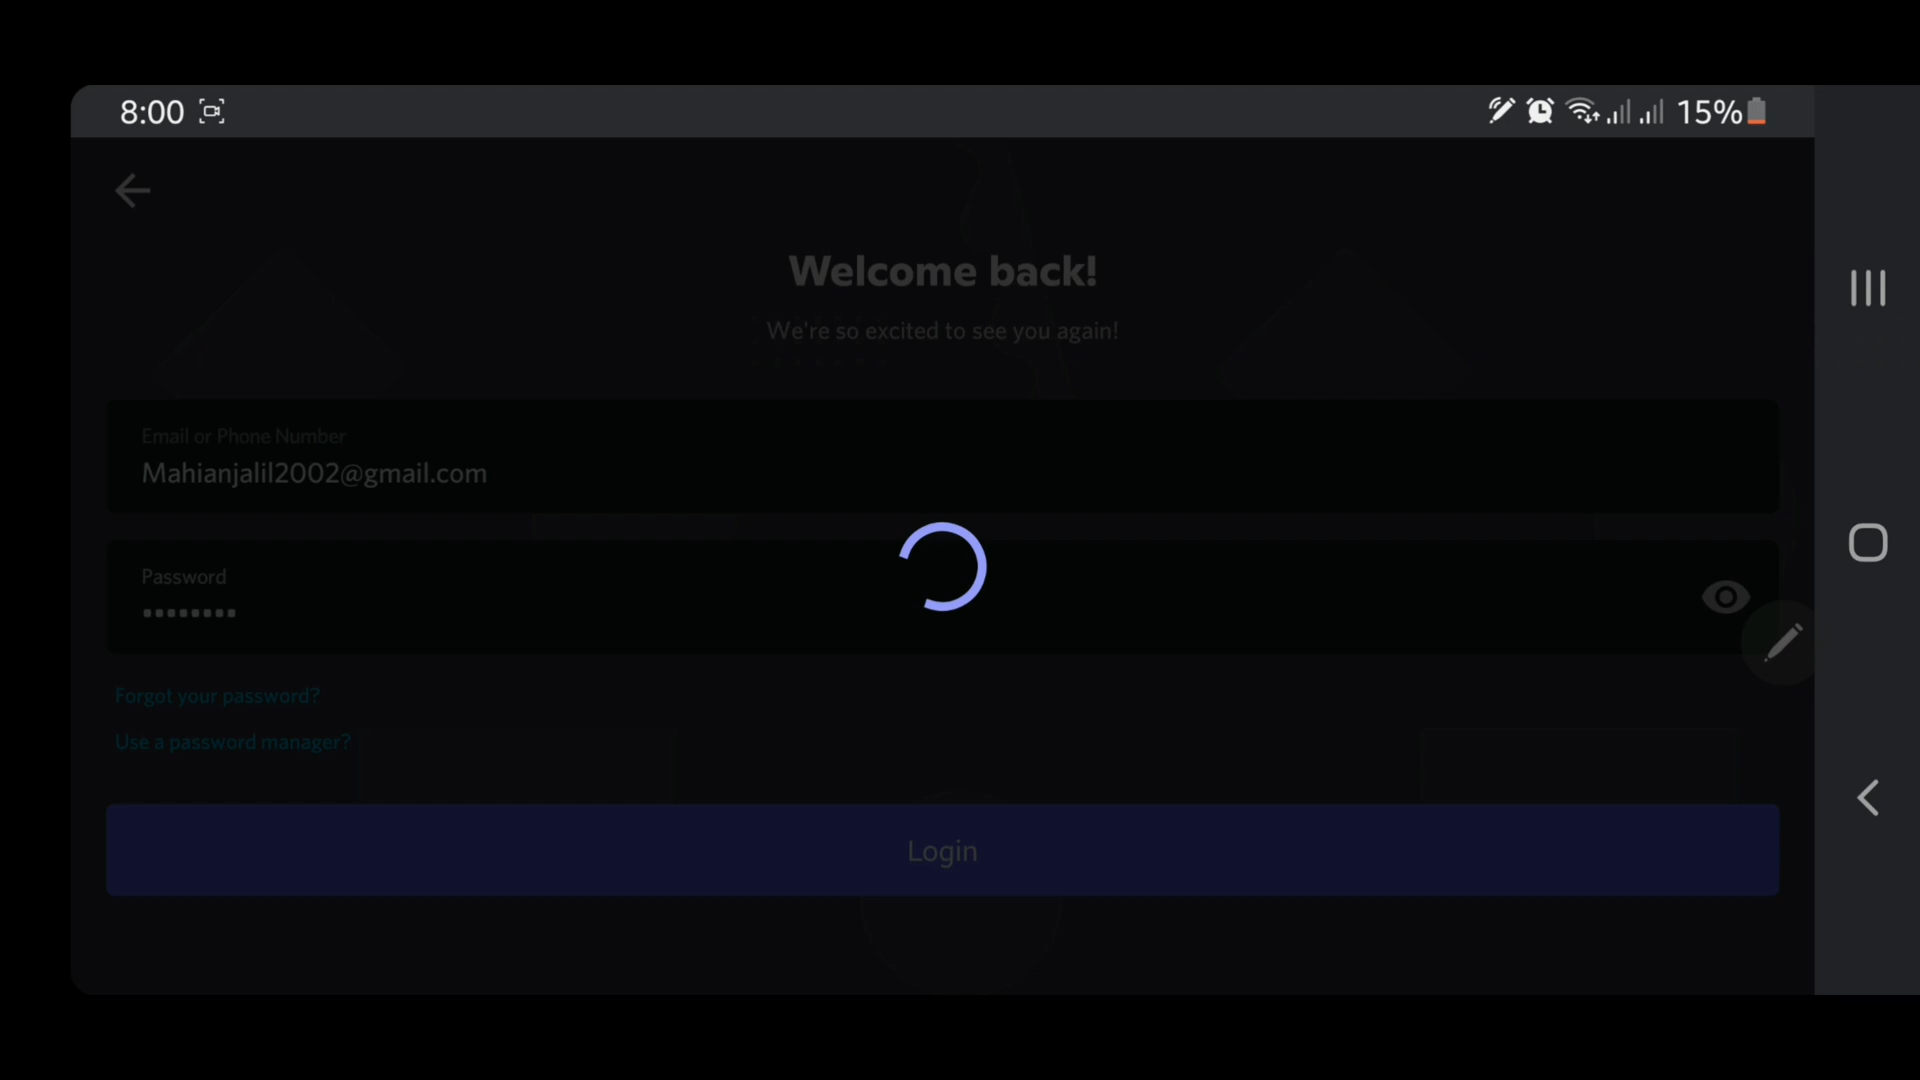 8:00
15%
Welcome back!
We're so excited to see you again!
Email or Phone Number
Mahianjalil2002@gmail.com
Password
••••••••
Forgot your password?
Use a password manager?
Login